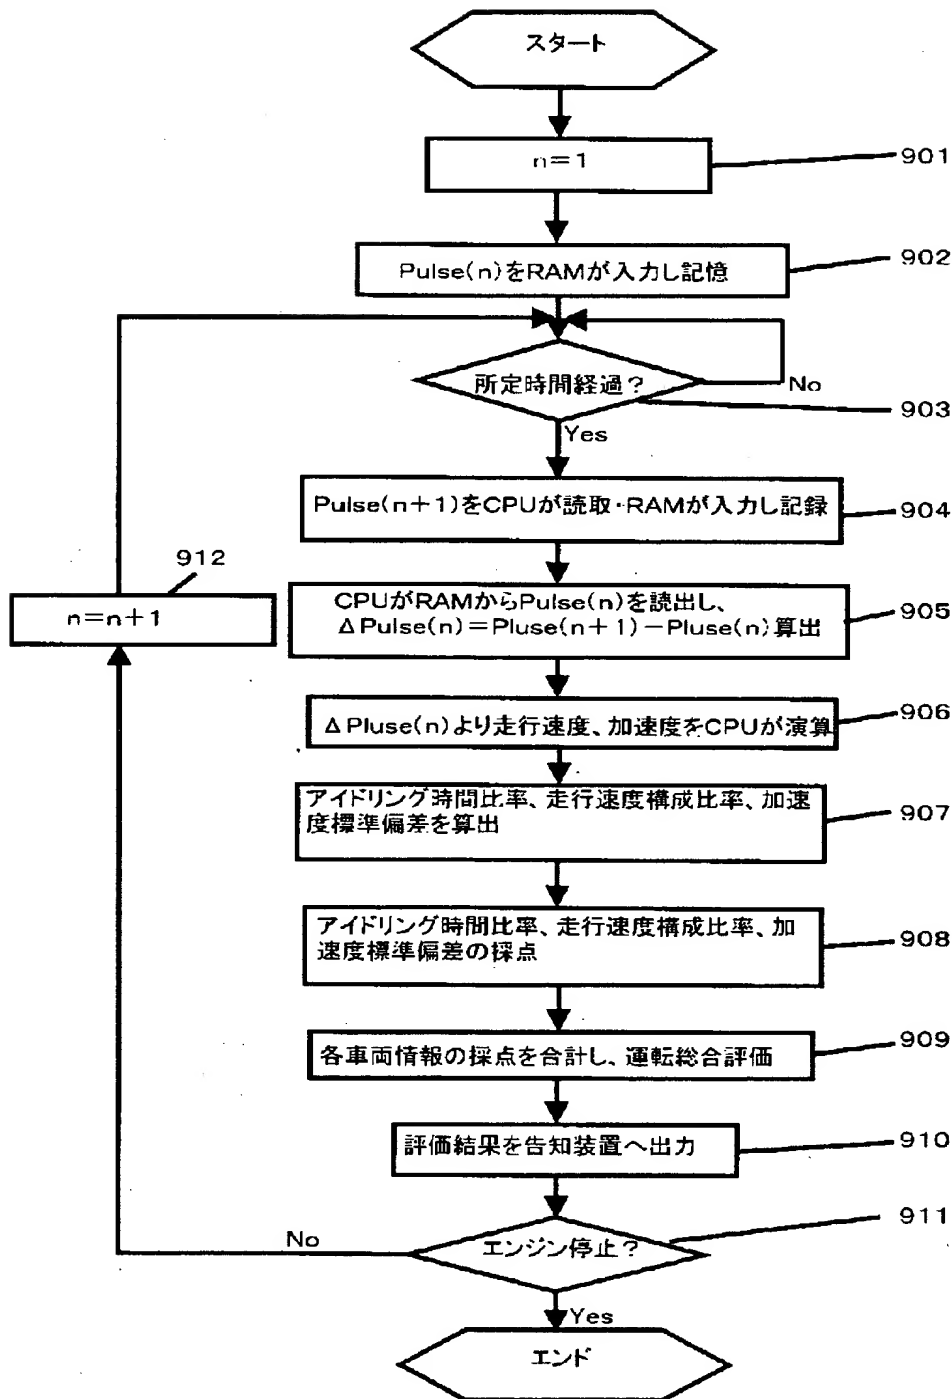 スタート
n=1
901
Pulse(n)をRAMが入力し記憶
902
所定時間経過?
No
903
Yes
Pulse(n+1)をCPUが読取・RAMが入力し記録
904
912
n=n+1
CPUがRAMからPulse(n)を読出し、
ΔPulse(n)=Pluse(n+1)-Pluse(n)算出
905
ΔPluse(n)より走行速度、加速度をCPUが演算
906
アイドリング時間比率、走行速度構成比率、加速
度標準偏差を算出
907
アイドリング時間比率、走行速度構成比率、加
速度標準偏差の採点
908
各車両情報の採点を合計し、運転総合評価
909
評価結果を告知装置へ出力
910
エンジン停止?
911
No
Yes
エンド